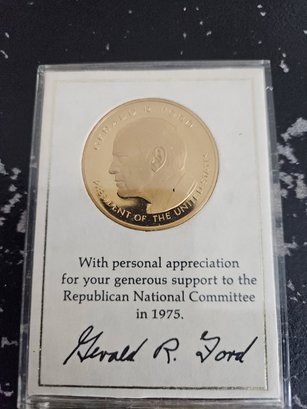 GERALD R. FORD
PRESIDENT OF THE UNITED STATES
With personal appreciation
for your generous support to the
Republican National Committee
in 1975.
Gerald R. Ford